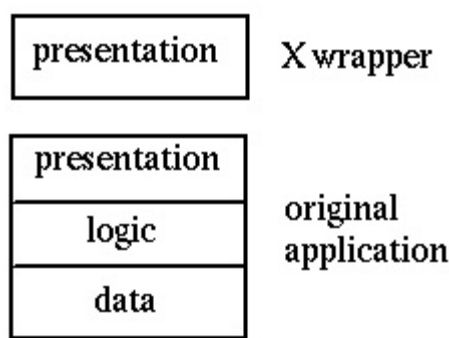 presentation
X wrapper
presentation
logic
data
original
application